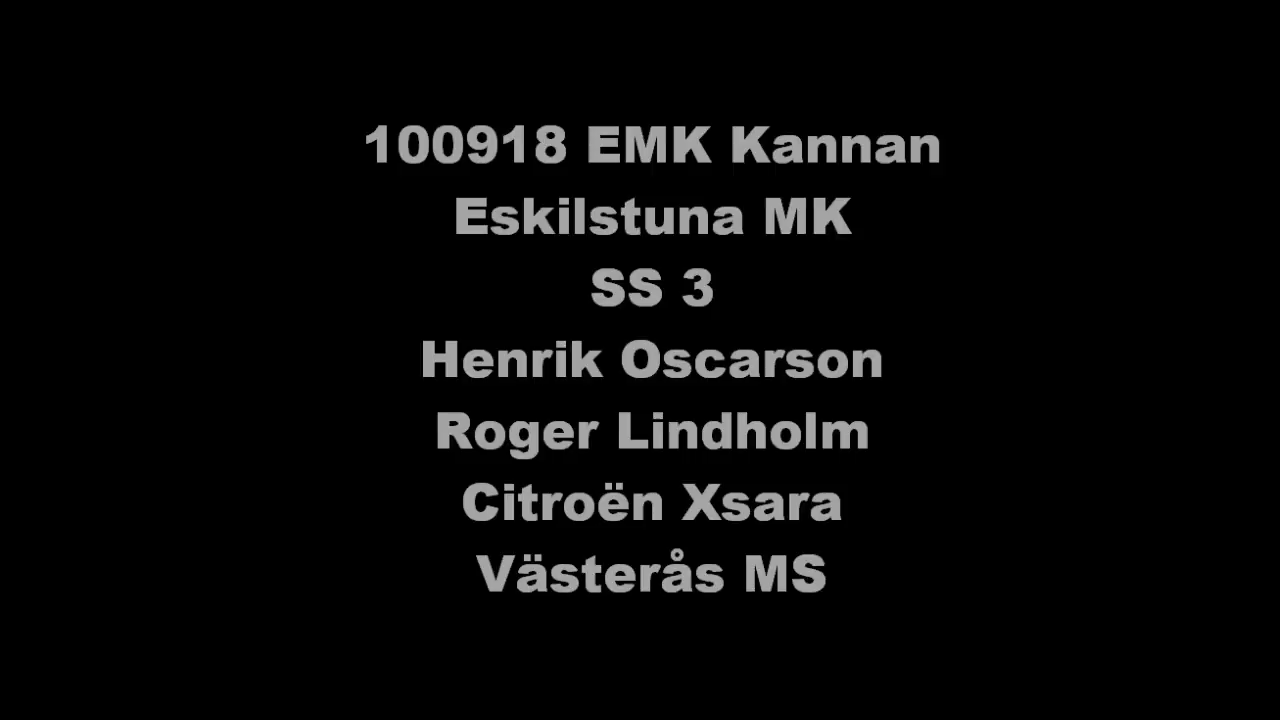 100918 EMK Kannan
Eskilstuna MK
SS 3
Henrik Oscarson
Roger Lindholm
Citroën Xsara
Västerås MS